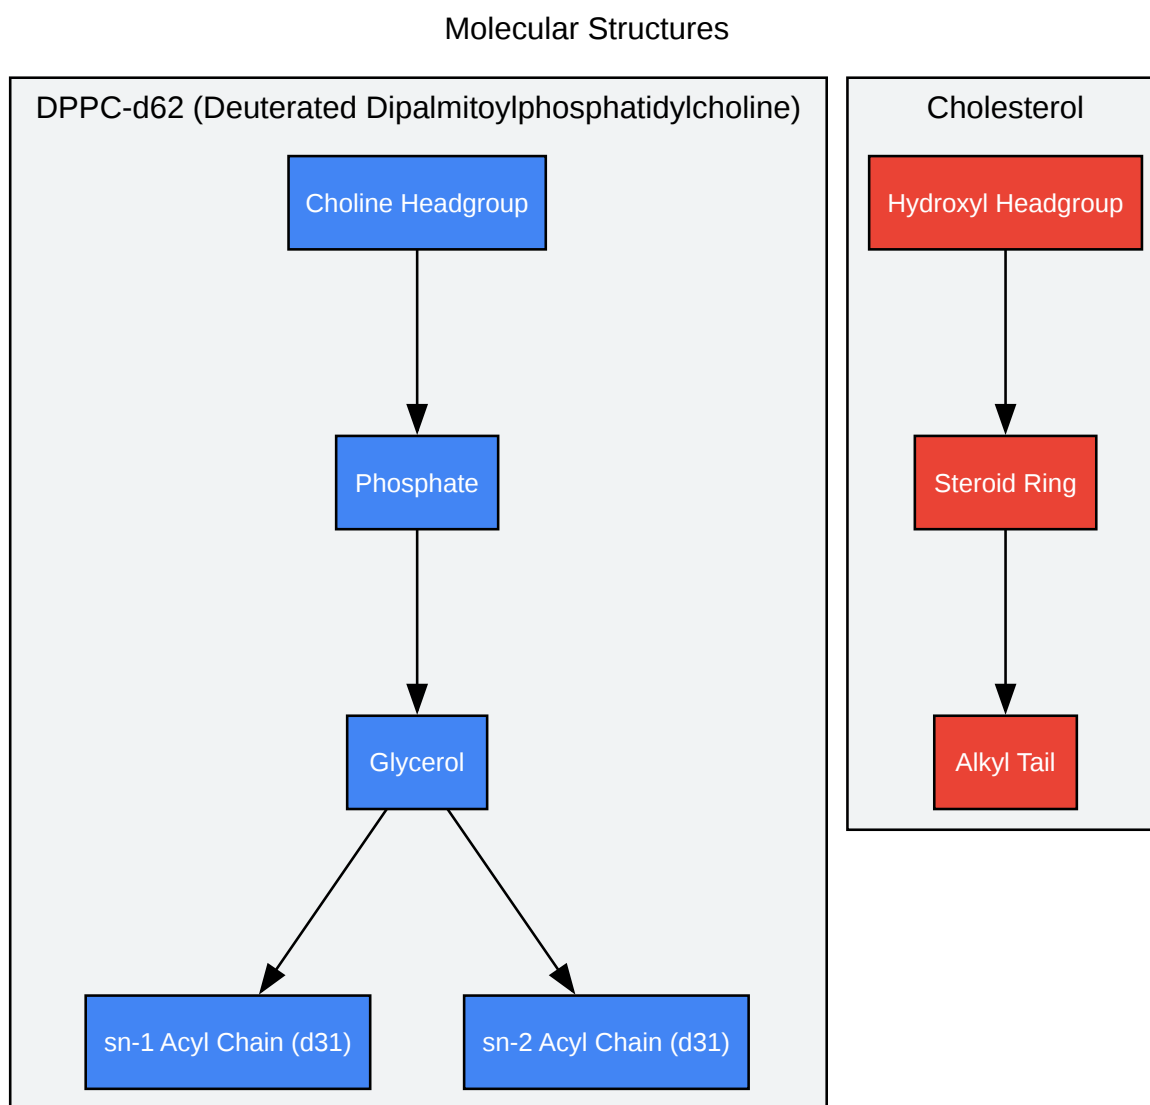 Molecular Structures
DPPC-d62 (Deuterated Dipalmitoylphosphatidylcholine)
Choline Headgroup
Phosphate
Glycerol
sn-1 Acyl Chain (d31)
sn-2 Acyl Chain (d31)
Cholesterol
Hydroxyl Headgroup
Steroid Ring
Alkyl Tail